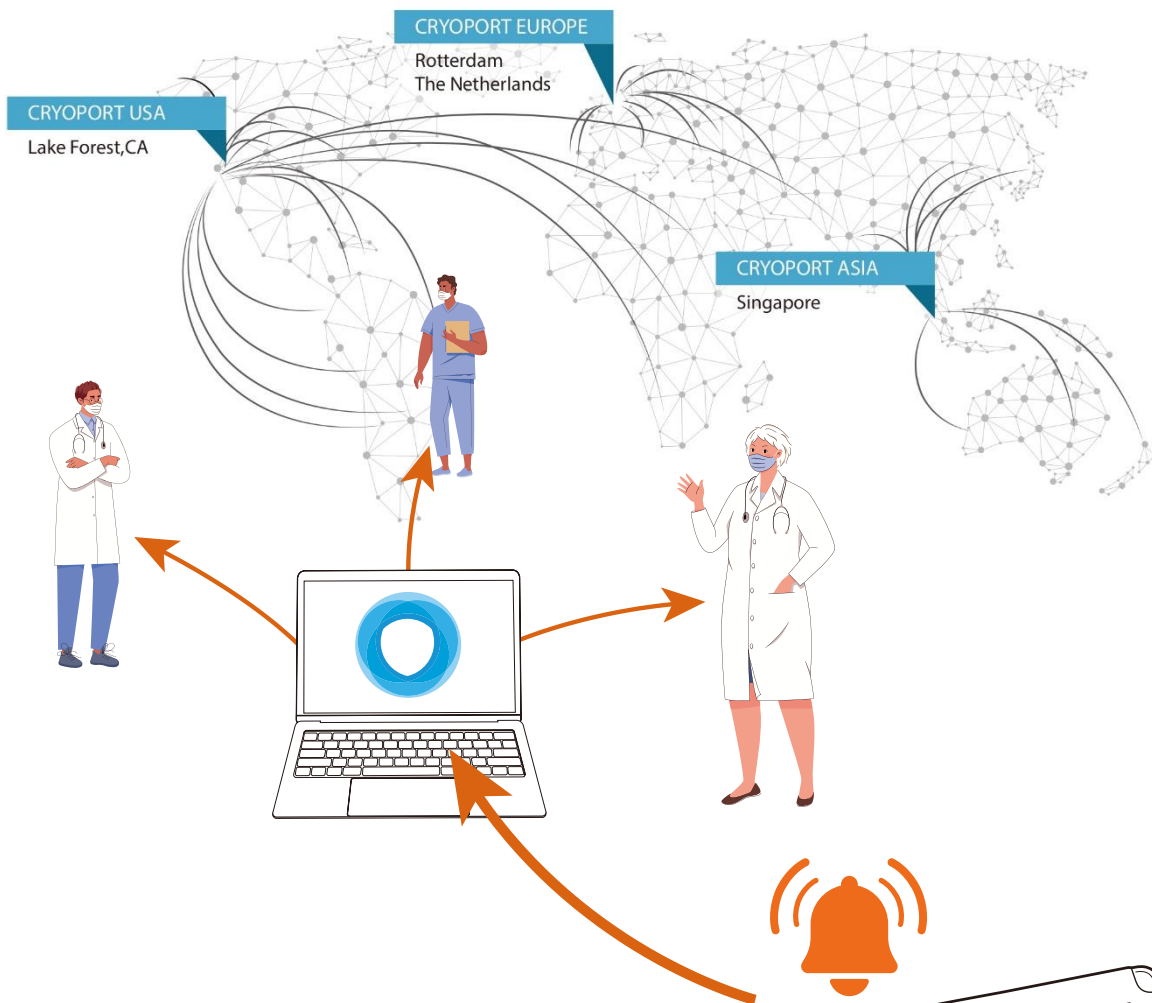 CRYOPORT EUROPE
Rotterdam
The Netherlands
CRYOPORT USA
Lake Forest,CA
CRYOPORT ASIA
Singapore